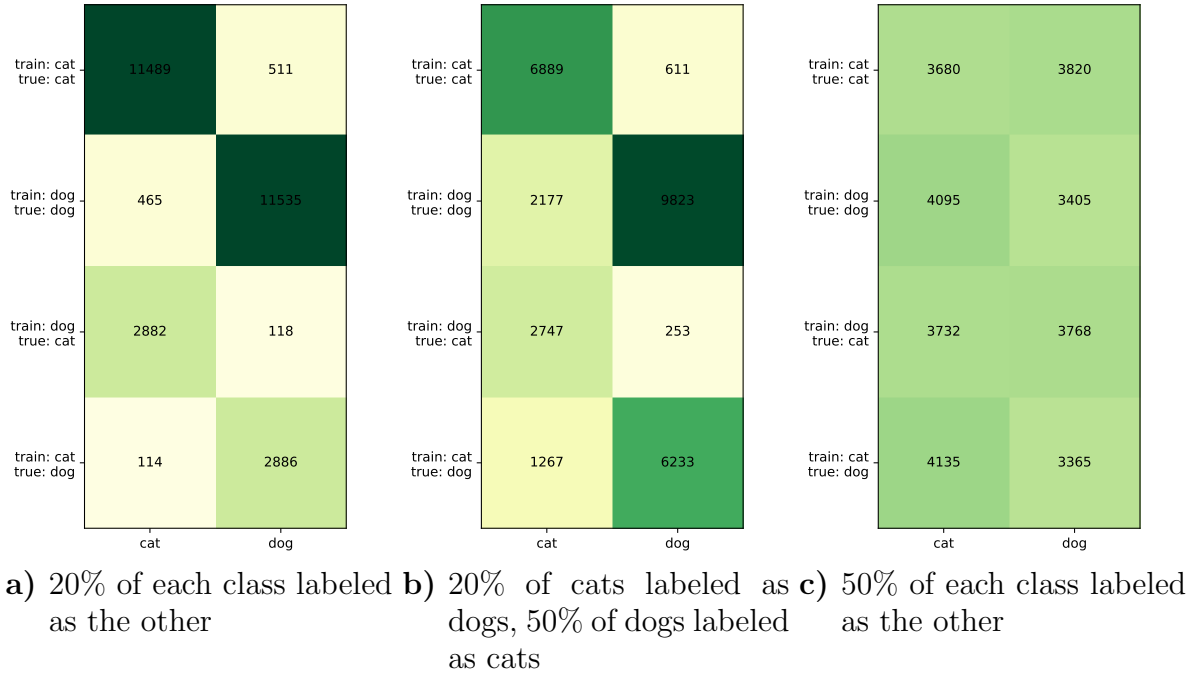 train: cat
true: cat
11489
511
train: dog
true: dog
465
11535
train: dog
true: cat
2882
118
train: cat
true: dog
114
2886
cat
dog
train: cat
true: cat
6889
611
train: dog
true: dog
2177
9823
train: dog
true: cat
2747
253
train: cat
true: dog
1267
6233
cat
dog
train: cat
true: cat
3680
3820
train: dog
true: dog
4095
3405
train: dog
true: cat
3732
3768
train: cat
true: dog
4135
3365
cat
dog
a) 20% of each class labeled
as the other
b) 20% of cats labeled as
dogs, 50% of dogs labeled
as cats
c) 50% of each class labeled
as the other